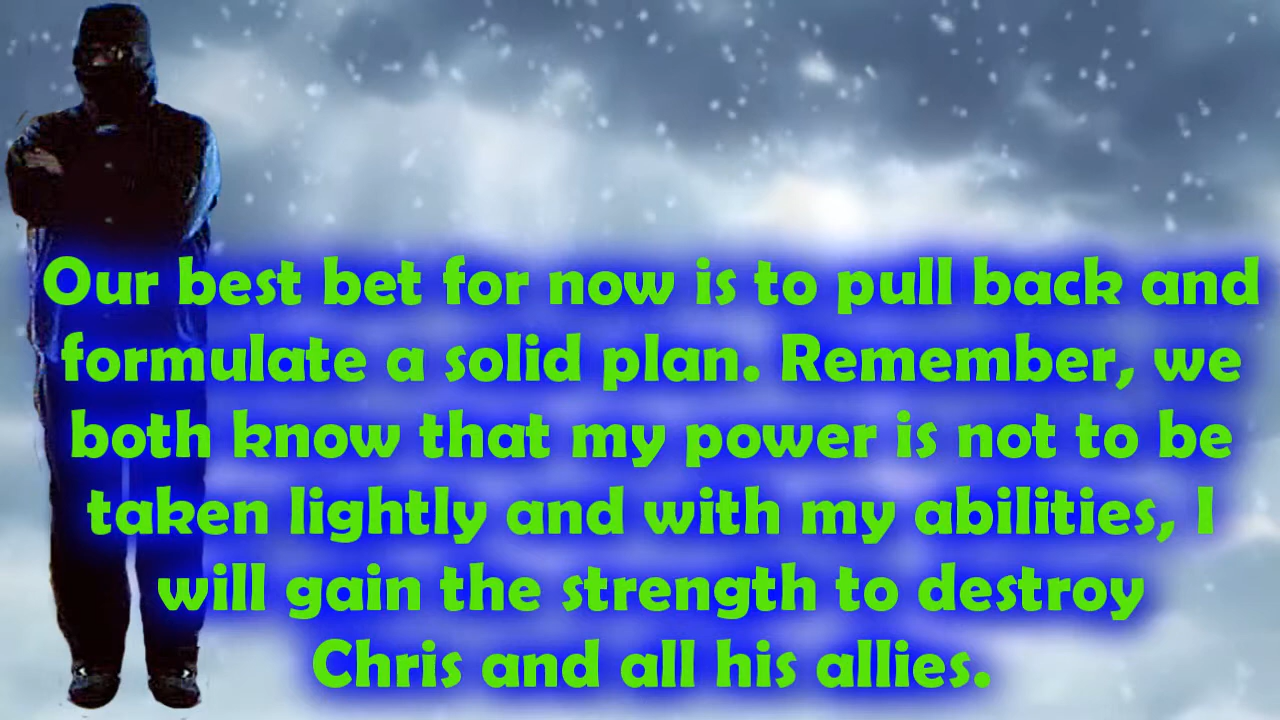 Our best bet for now is to pull back and
formulate a solid plan. Remember, we
both know that my power is not to be
taken lightly and with my abilities, I
will gain the strength to destroy
Chris and all his allies.